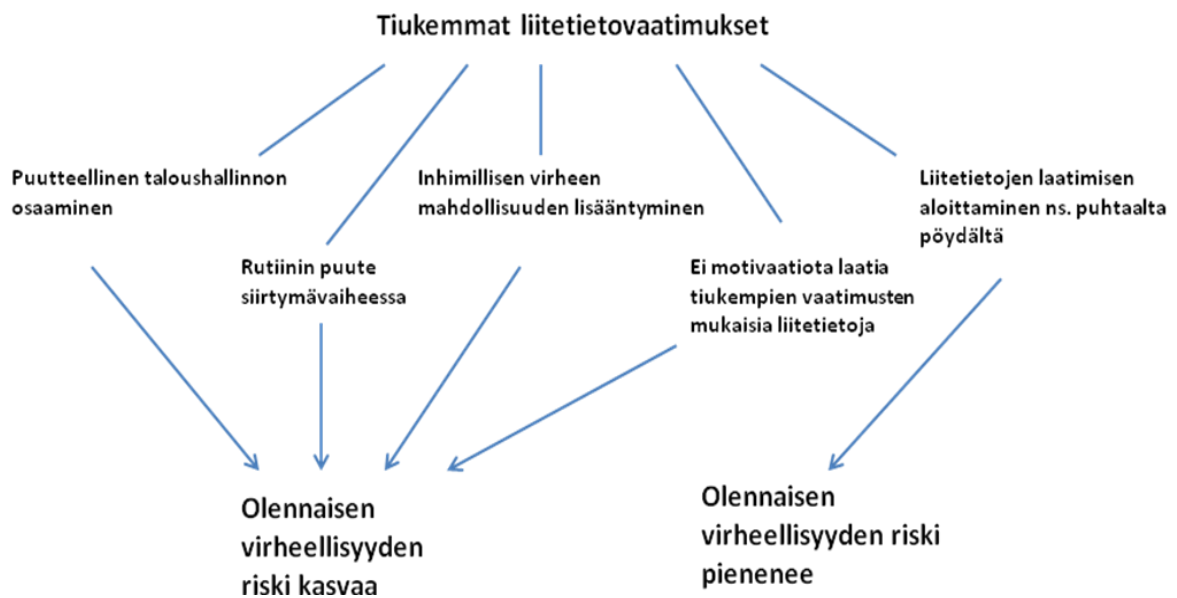 Tiukemmat liitetietovaatimukset
Puutteellinen taloushallinnon
osaaminen
Inhimillisen virheen
mahdollisuuden lisääntyminen
Liitetietojen laatimisen
aloittaminen ns. puhtaalta
pöydältä
Rutiinin puute
siirtymävaiheessa
Ei motivaatiota laatia
tiukempien vaatimusten
mukaisia liitetietoja
Olennaisen
virheellisyyden
riski kasvaa
Olennaisen
virheellisyyden riski
pienenee